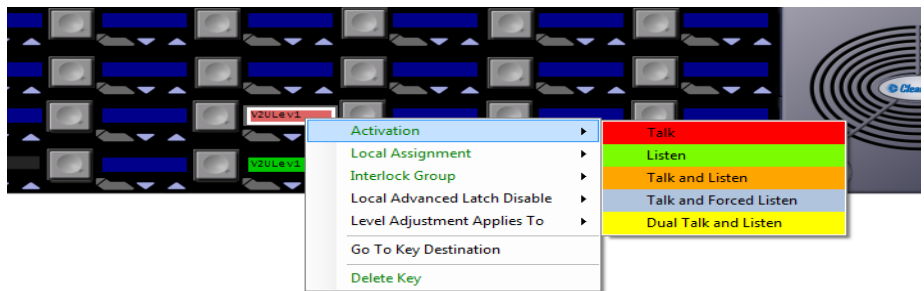 Clea
V2ULev1
Activation
Talk
Local Assignment
Listen
V2ULev1
Interlock Group
Talk and Listen
Local Advanced Latch Disable
Talk and Forced Listen
Level Adjustment Applies To
Dual Talk and Listen
Go To Key Destination
Delete Key